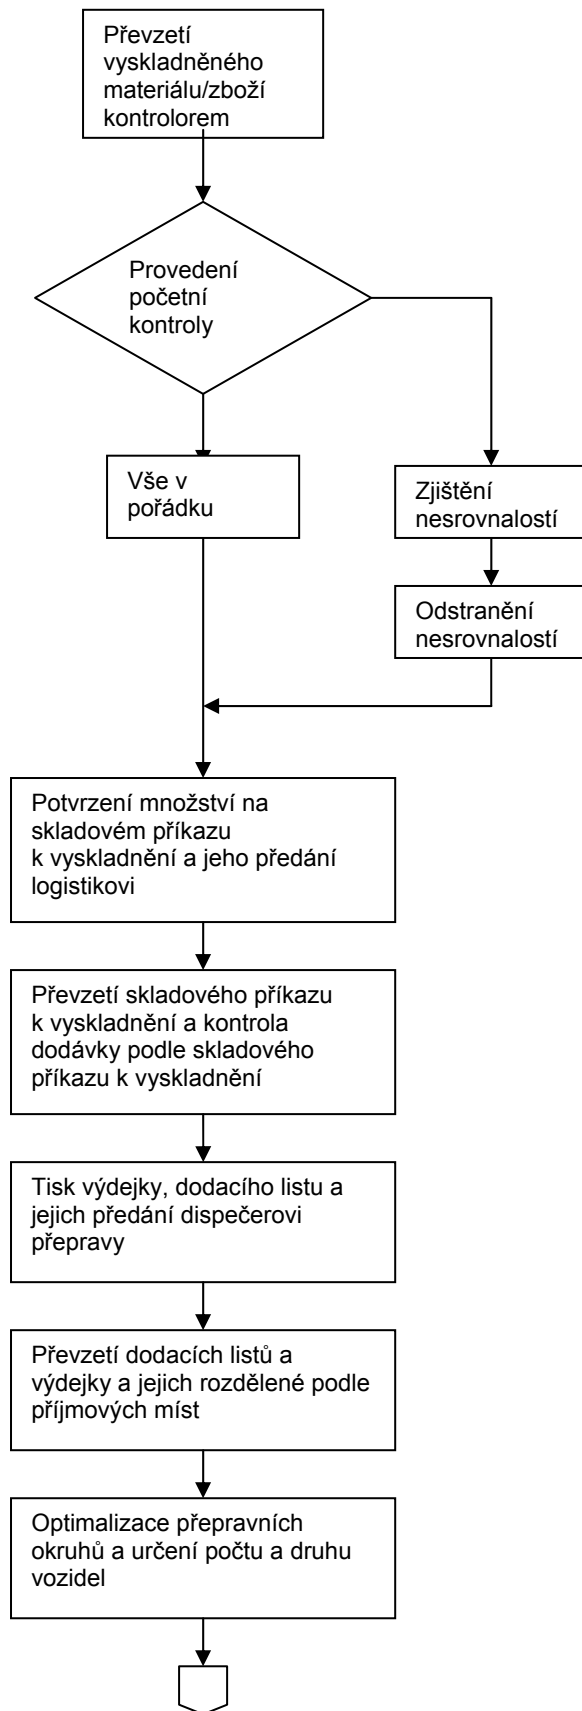 Převzetí
vyskladněného
materiálu/zboží
kontrolorem
Provedení
početní
kontroly
Vše v
pořádku
Zjištění
nesrovnalostí
Odstranění
nesrovnalostí
Potvrzení množství na
skladovém příkazu
k vyskladnění a jeho předání
logistikovi
Převzetí skladového příkazu
k vyskladnění a kontrola
dodávky podle skladového
příkazu k vyskladnění
Tisk výdejky, dodacího listu a
jejich předání dispečerovi
přepravy
Převzetí dodacích listů a
výdejky a jejich rozdělené podle
příjmových míst
Optimalizace přepravních
okruhů a určení počtu a druhu
vozidel